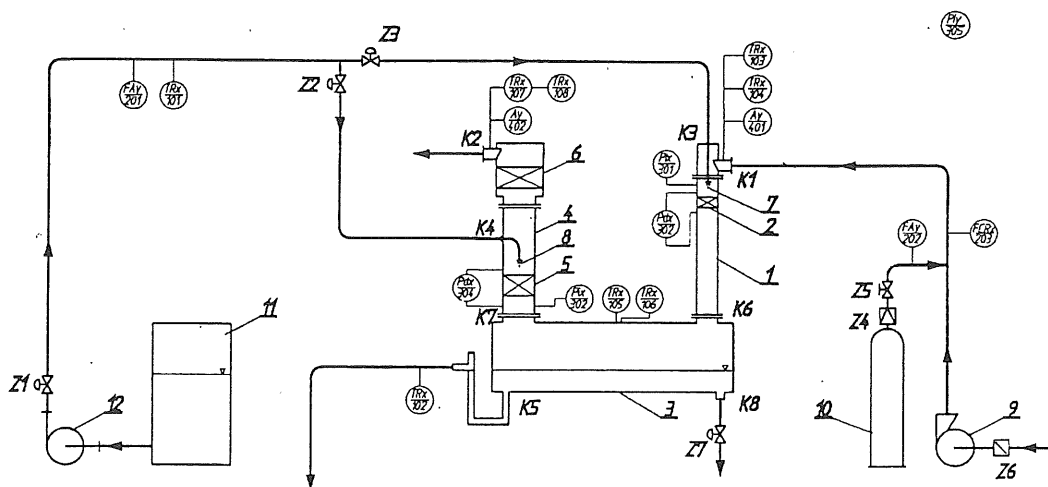 PIy
305
Z3
TRx
103
FAy
201
TRx
101
Z2
TRx
107
TRx
108
TRx
104
K2
Ay
402
K3
Ay
401
6
PIx
301
K1
7
4
2
K4
Pdx
307
FAy
202
FCRx
203
8
1
Pdx
304
5
Z5
11
PIx
302
TRx
105
TRx
106
K7
K6
Z4
Z1
TRx
102
12
K5
3
K8
10
9
Z7
Z6